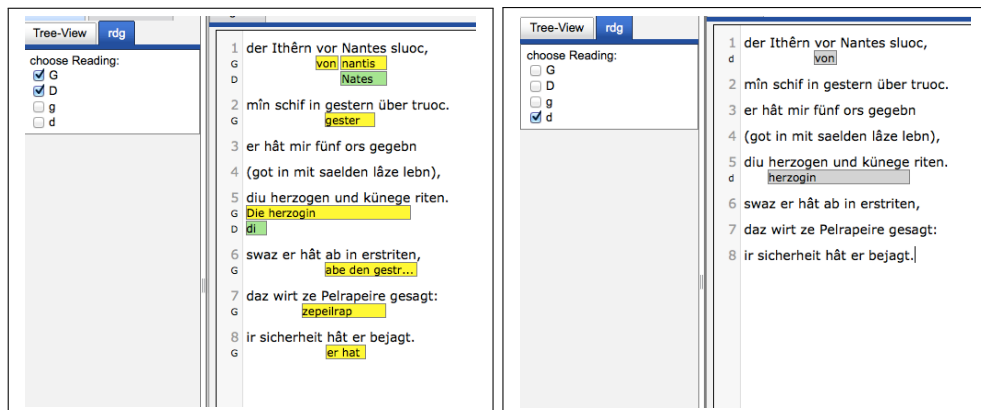 Tree-View rdg
choose Reading:
G
D
g
d
1 der Ithêrn vor Nantes sluoc,
G von nantis
D Nates
2 mîn schif in gestern über truoc.
G gester
3 er hât mir fünf ors gegebn
4 (got in mit saelden lâze lebn),
5 diu herzogen und künege riten.
G Die herzogin
D di
6 swaz er hât ab in erstriten,
G abe den gestr...
7 daz wirt ze Pelrapeire gesagt:
G zepeilrap
8 ir sicherheit hât er bejagt.
G er hat
Tree-View rdg
choose Reading:
G
D
g
d
1 der Ithêrn vor Nantes sluoc,
d von
2 mîn schif in gestern über truoc.
3 er hât mir fünf ors gegebn
4 (got in mit saelden lâze lebn),
5 diu herzogen und künege riten.
d herzogin
6 swaz er hât ab in erstriten,
7 daz wirt ze Pelrapeire gesagt:
8 ir sicherheit hât er bejagt.